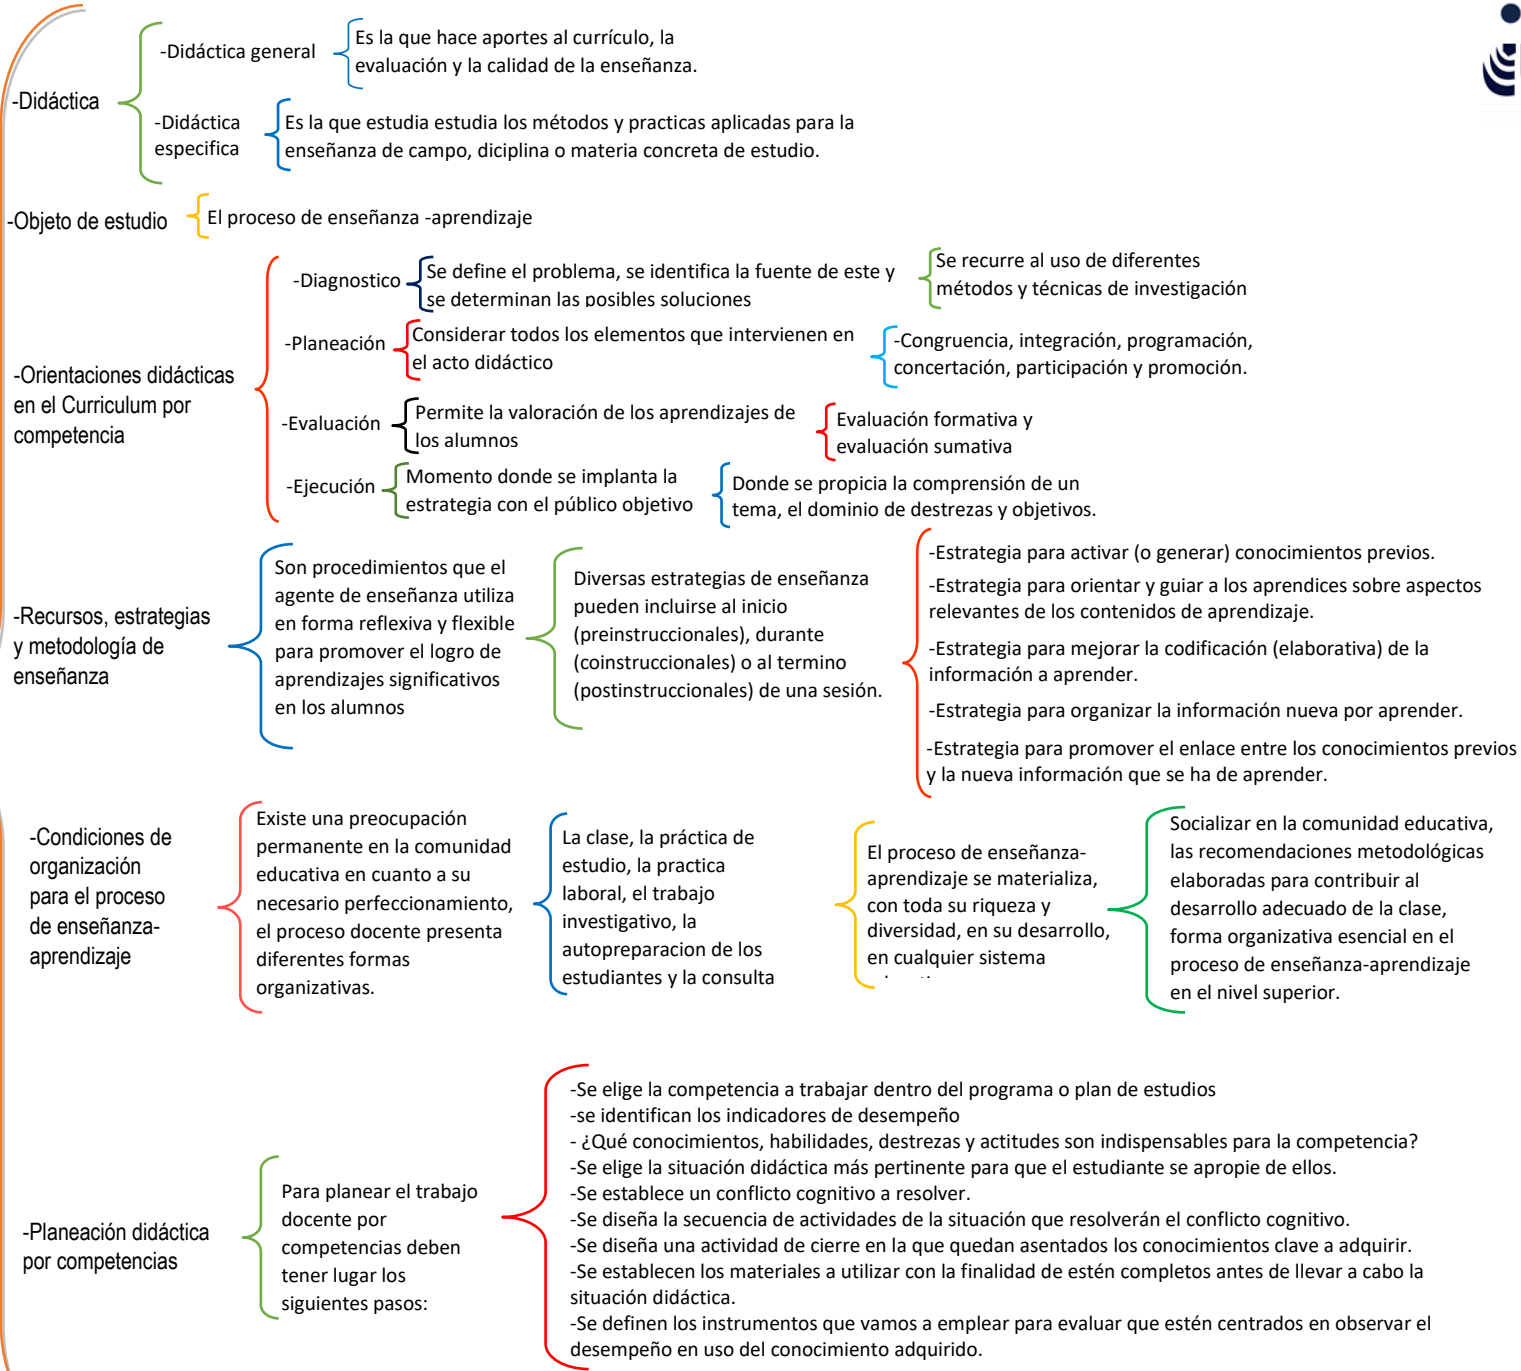 -Didáctica
-Didáctica general
Es la que hace aportes al currículo, la
evaluación y la calidad de la enseñanza.
-Didáctica
especifica
Es la que estudia estudia los métodos y practicas aplicadas para la
enseñanza de campo, diciplina o materia concreta de estudio.
-Objeto de estudio
El proceso de enseñanza -aprendizaje
-Orientaciones didácticas
en el Curriculum por
competencia
-Diagnostico
Se define el problema, se identifica la fuente de este y
se determinan las posibles soluciones
Se recurre al uso de diferentes
métodos y técnicas de investigación
-Planeación
Considerar todos los elementos que intervienen en
el acto didáctico
-Congruencia, integración, programación,
concertación, participación y promoción.
-Evaluación
Permite la valoración de los aprendizajes de
los alumnos
Evaluación formativa y
evaluación sumativa
-Ejecución
Momento donde se implanta la
estrategia con el público objetivo
Donde se propicia la comprensión de un
tema, el dominio de destrezas y objetivos.
-Recursos, estrategias
y metodología de
enseñanza
Son procedimientos que el
agente de enseñanza utiliza
en forma reflexiva y flexible
para promover el logro de
aprendizajes significativos
en los alumnos
Diversas estrategias de enseñanza
pueden incluirse al inicio
(preinstruccionales), durante
(coinstruccionales) o al termino
(postinstruccionales) de una sesión.
-Estrategia para activar (o generar) conocimientos previos.
-Estrategia para orientar y guiar a los aprendices sobre aspectos
relevantes de los contenidos de aprendizaje.
-Estrategia para mejorar la codificación (elaborativa) de la
información a aprender.
-Estrategia para organizar la información nueva por aprender.
-Estrategia para promover el enlace entre los conocimientos previos
y la nueva información que se ha de aprender.
-Condiciones de
organización
para el proceso
de enseñanza-
aprendizaje
Existe una preocupación
permanente en la comunidad
educativa en cuanto a su
necesario perfeccionamiento,
el proceso docente presenta
diferentes formas
organizativas.
La clase, la práctica de
estudio, la practica
laboral, el trabajo
investigativo, la
autopreparacion de los
estudiantes y la consulta
El proceso de enseñanza-
aprendizaje se materializa,
con toda su riqueza y
diversidad, en su desarrollo,
en cualquier sistema
Socializar en la comunidad educativa,
las recomendaciones metodológicas
elaboradas para contribuir al
desarrollo adecuado de la clase,
forma organizativa esencial en el
proceso de enseñanza-aprendizaje
en el nivel superior.
-Planeación didáctica
por competencias
Para planear el trabajo
docente por
competencias deben
tener lugar los
siguientes pasos:
-Se elige la competencia a trabajar dentro del programa o plan de estudios
-se identifican los indicadores de desempeño
- ¿Qué conocimientos, habilidades, destrezas y actitudes son indispensables para la competencia?
-Se elige la situación didáctica más pertinente para que el estudiante se apropie de ellos.
-Se establece un conflicto cognitivo a resolver.
-Se diseña la secuencia de actividades de la situación que resolverán el conflicto cognitivo.
-Se diseña una actividad de cierre en la que quedan asentados los conocimientos clave a adquirir.
-Se establecen los materiales a utilizar con la finalidad de estén completos antes de llevar a cabo la
situación didáctica.
-Se definen los instrumentos que vamos a emplear para evaluar que estén centrados en observar el
desempeño en uso del conocimiento adquirido.